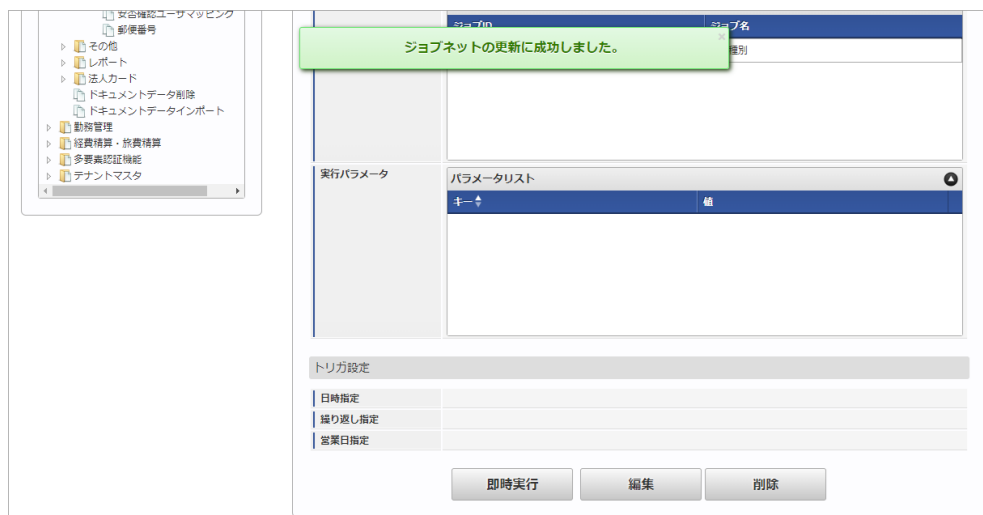 安否確認ユーザマッピング
郵便番号
その他
レポート
法人カード
ドキュメントデータ削除
ドキュメントデータインポート
勤務管理
経費精算・旅費精算
多要素認証機能
テナントマスタ
ジョブID
ジョブ名
ジョブネットの更新に成功しました。
×
種別
実行パラメータ
パラメータリスト
キー
値
トリガ設定
日時指定
繰り返し指定
営業日指定
即時実行
編集
削除